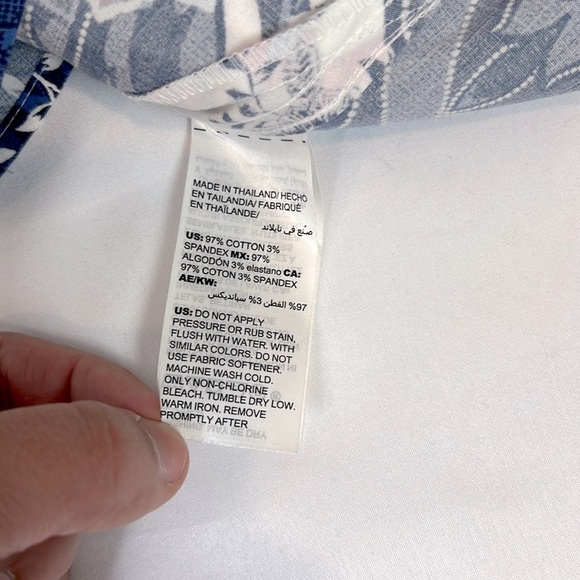 MADE IN THAILAND/ HECHO
EN TAILANDIA/ FABRIQUÉ
EN THAÏLANDE/
صنع في تايلاند
US: 97% COTTON 3%
SPANDEX MX: 97%
ALGODÓN 3% elastano CA:
97% COTON 3% SPANDEX
AE/KW:
97% القطن 3% سباندیکس
US: DO NOT APPLY
PRESSURE OR RUB STAIN,
FLUSH WITH WATER. WITH
SIMILAR COLORS. DO NOT
USE FABRIC SOFTENER.
MACHINE WASH COLD.
ONLY NON-CHLORINE
BLEACH. TUMBLE DRY LOW.
WARM IRON. REMOVE
PROMPTLY AFTER